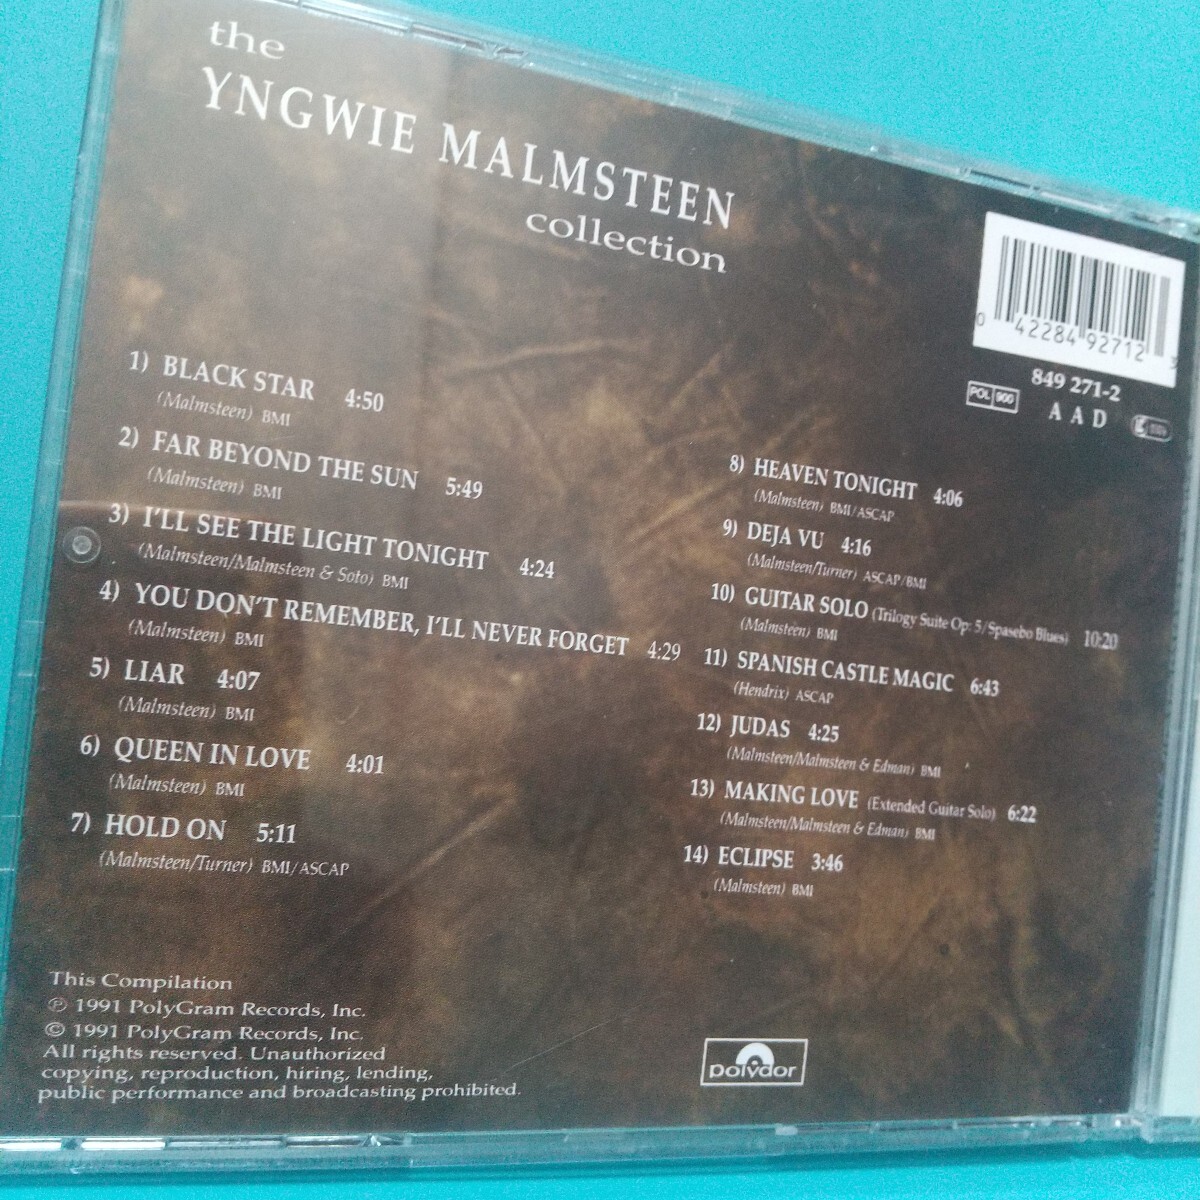 the
YNGWIE MALMSTEEN
collection
0 42284 92712 3
849 271-2
POL 900
A A D
1) BLACK STAR 4:50
(Malmsteen) BMI
2) FAR BEYOND THE SUN 5:49
(Malmsteen) BMI
3) I'LL SEE THE LIGHT TONIGHT 4:24
(Malmsteen/Malmsteen & Soto) BMI
4) YOU DON'T REMEMBER, I'LL NEVER FORGET 4:29
(Malmsteen) BMI
5) LIAR 4:07
(Malmsteen) BMI
6) QUEEN IN LOVE 4:01
(Malmsteen) BMI
7) HOLD ON 5:11
(Malmsteen/Turner) BMI/ASCAP
8) HEAVEN TONIGHT 4:06
(Malmsteen) BMI/ASCAP
9) DEJA VU 4:16
(Malmsteen/Turner) ASCAP/BMI
10) GUITAR SOLO (Trilogy Suite Op: 5/Spasebo Blues) 10:20
(Malmsteen) BMI
11) SPANISH CASTLE MAGIC 6:43
(Hendrix) ASCAP
12) JUDAS 4:25
(Malmsteen/Malmsteen & Edman) BMI
13) MAKING LOVE (Extended Guitar Solo) 6:22
(Malmsteen/Malmsteen & Edman) BMI
14) ECLIPSE 3:46
(Malmsteen) BMI
This Compilation
℗ 1991 PolyGram Records, Inc.
© 1991 PolyGram Records, Inc.
All rights reserved. Unauthorized
copying, reproduction, hiring, lending,
public performance and broadcasting prohibited.
polydor